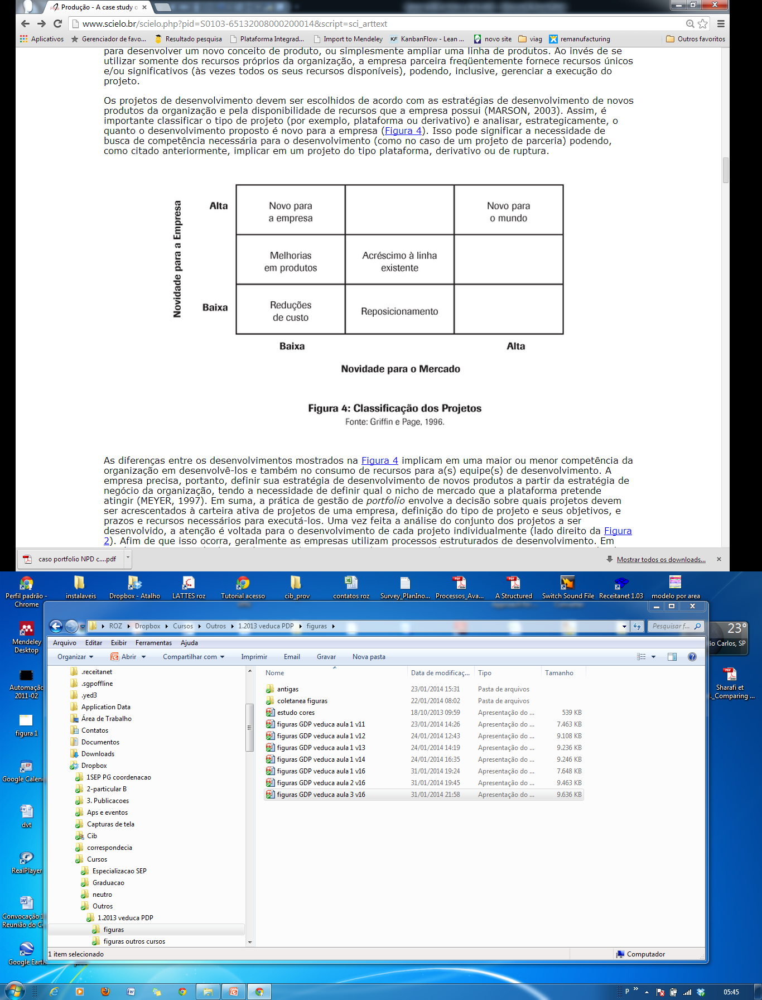 Produção - A case study o
www.scielo.br/scielo.php?pid=S0103-65132008000200014&script=sci_arttext
Aplicativos
Gerenciador de favo...
Resultado pesquisa
Plataforma Integrad...
Import to Mendeley
KF KanbanFlow - Lean ...
novo site
viag
remanufacturing
Outros favoritos
para desenvolver um novo conceito de produto, ou simplesmente ampliar uma linha de produtos. Ao invés de se
utilizar somente dos recursos próprios da organização, a empresa parceira freqüentemente fornece recursos únicos
e/ou significativos (às vezes todos os seus recursos disponíveis), podendo, inclusive, gerenciar a execução do
projeto.
Os projetos de desenvolvimento devem ser escolhidos de acordo com as estratégias de desenvolvimento de novos
produtos da organização e pela disponibilidade de recursos que a empresa possui (MARSON, 2003). Assim, é
importante classificar o tipo de projeto (por exemplo, plataforma ou derivativo) e analisar, estrategicamente, o
quanto o desenvolvimento proposto é novo para a empresa (Figura 4). Isso pode significar a necessidade de
busca de competência necessária para o desenvolvimento (como no caso de um projeto de parceria) podendo,
como citado anteriormente, implicar em um projeto do tipo plataforma, derivativo ou de ruptura.
Novidade para a Empresa
Alta
Novo para
a empresa
Novo para
o mundo
Melhorias
em produtos
Acréscimo à linha
existente
Baixa
Reduções
de custo
Reposicionamento
Baixa
Alta
Novidade para o Mercado
Figura 4: Classificação dos Projetos
Fonte: Griffin e Page, 1996.
As diferenças entre os desenvolvimentos mostrados na Figura 4 implicam em uma maior ou menor competência da
organização em desenvolvê-los e também no consumo de recursos para a(s) equipe(s) de desenvolvimento. A
empresa precisa, portanto, definir sua estratégia de desenvolvimento de novos produtos a partir da estratégia de
negócio da organização, tendo a necessidade de definir qual o nicho de mercado que a plataforma pretende
atingir (MEYER, 1997). Em suma, a prática de gestão de portfolio envolve a decisão sobre quais projetos devem
ser acrescentados à carteira ativa de projetos de uma empresa, definição do tipo de projeto e seus objetivos, e
prazos e recursos necessários para executá-los. Uma vez feita a análise do conjunto dos projetos a ser
desenvolvido, a atenção é voltada para o desenvolvimento de cada projeto individualmente (lado direito da Figura
2). Afim de que isso ocorra, geralmente as empresas utilizam processos estruturados de desenvolvimento. Em
caso portfolio NPD c....pdf
Mostrar todos os downloads...
Perfil padrão -
Chrome
instalaveis
Dropbox - Atalho
LATTES roz
Tutorial acesso
cib_prov
contatos roz
Survey_PlanIno...
Processos_Ava...
A Structured
Switch Sound File
Receitanet 1.03
modelo por area
Mendeley
Desktop
Automação
2011-02
figura 1
Google Calen
dvt
RealPlayer
Convocação 1
Reunião do C
Google Earth
ROZ
Dropbox
Cursos
Outros
1.2013 veduca PDP
figuras
Pesquisar f...
23°
ão Carlos, SP
Sharafi et
._Comparing ...
Arquivo
Editar
Exibir
Ferramentas
Ajuda
Organizar
Abrir
Compartilhar com
Imprimir
Email
Gravar
Nova pasta
.receitanet
.sgpoffline
.yed3
Application Data
Área de Trabalho
Contatos
Documentos
Downloads
Dropbox
1SEP PG coordenacao
2-particular B
3. Publicacoes
Aps e eventos
Capturas de tela
Cib
correspondecia
Cursos
Especializacao SEP
Graduacao
neutro
Outros
1.2013 veduca PDP
figuras
figuras outros cursos
Nome Data de modificaç... Tipo Tamanho
antigas 23/01/2014 15:31 Pasta de arquivos
coletanea figuras 22/01/2014 08:02 Pasta de arquivos
estudo cores 18/10/2013 09:59 Apresentação do ... 539 KB
figuras GDP veduca aula 1 v11 23/01/2014 14:26 Apresentação do ... 7.463 KB
figuras GDP veduca aula 1 v12 24/01/2014 12:43 Apresentação do ... 9.108 KB
figuras GDP veduca aula 1 v13 24/01/2014 14:19 Apresentação do ... 9.236 KB
figuras GDP veduca aula 1 v14 24/01/2014 16:35 Apresentação do ... 9.246 KB
figuras GDP veduca aula 1 v16 31/01/2014 19:24 Apresentação do ... 7.648 KB
figuras GDP veduca aula 2 v16 31/01/2014 19:45 Apresentação do ... 9.463 KB
figuras GDP veduca aula 3 v16 31/01/2014 21:58 Apresentação do ... 9.636 KB
1 item selecionado
Computador
P
05:45